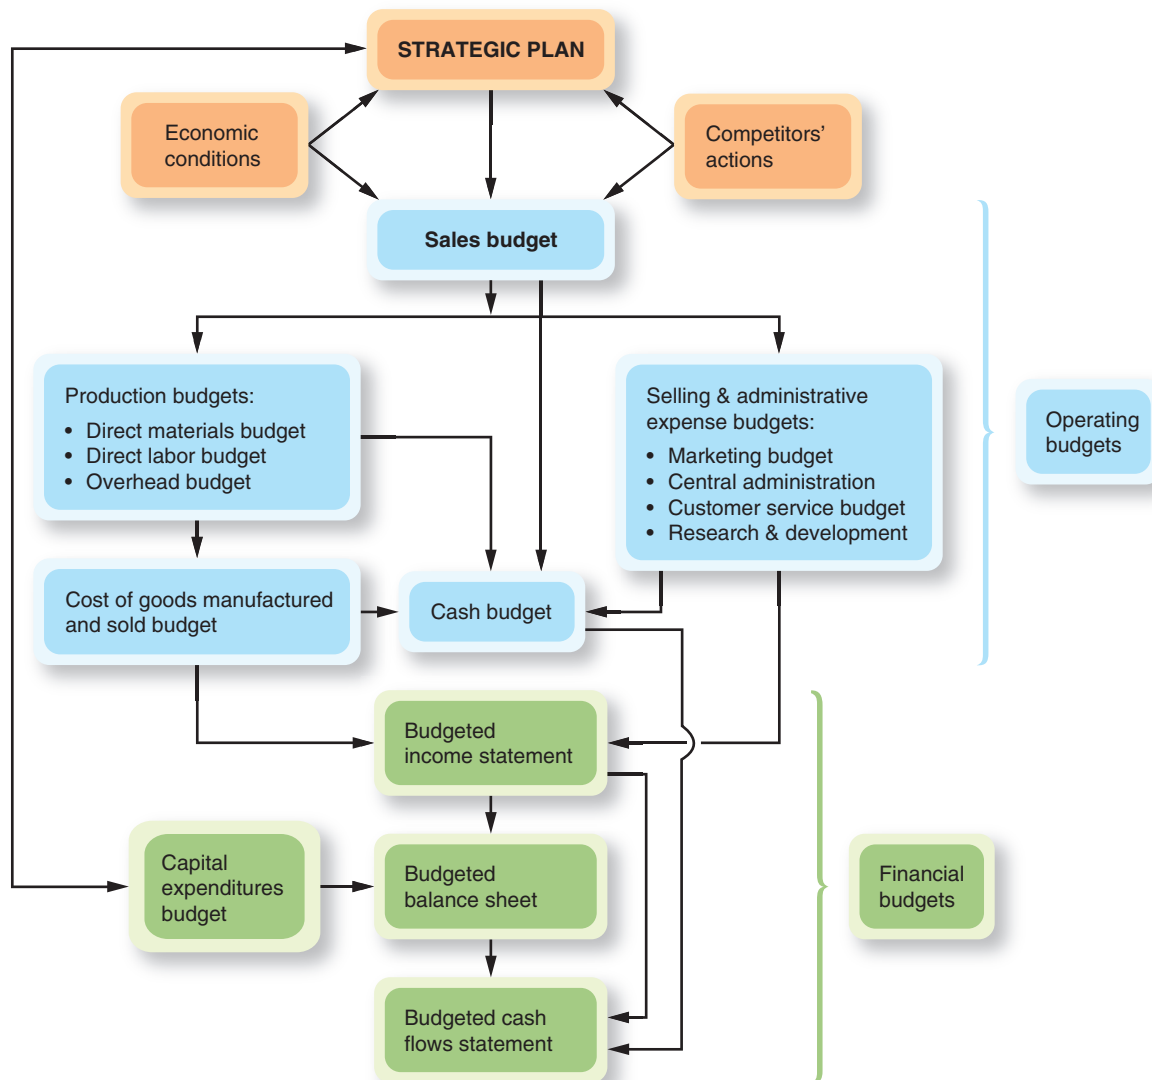 STRATEGIC PLAN
Economic
conditions
Competitors’
actions
Sales budget
Production budgets:
• Direct materials budget
• Direct labor budget
• Overhead budget
Selling & administrative
expense budgets:
• Marketing budget
• Central administration
• Customer service budget
• Research & development
Operating
budgets
Cost of goods manufactured
and sold budget
Cash budget
Budgeted
income statement
Capital
expenditures
budget
Budgeted
balance sheet
Financial
budgets
Budgeted cash
flows statement